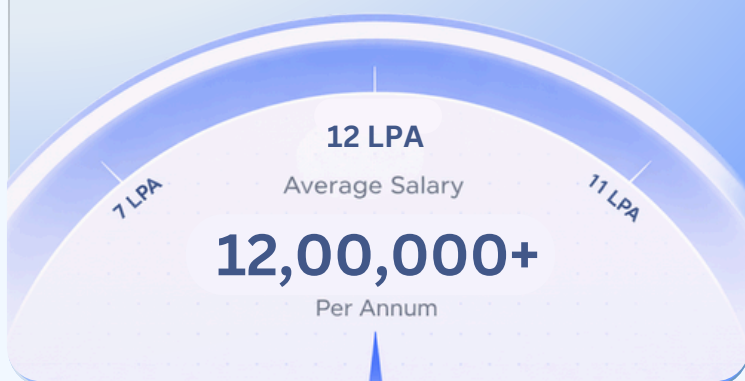 12 LPA
7 LPA
11 LPA
Average Salary
12,00,000+
Per Annum